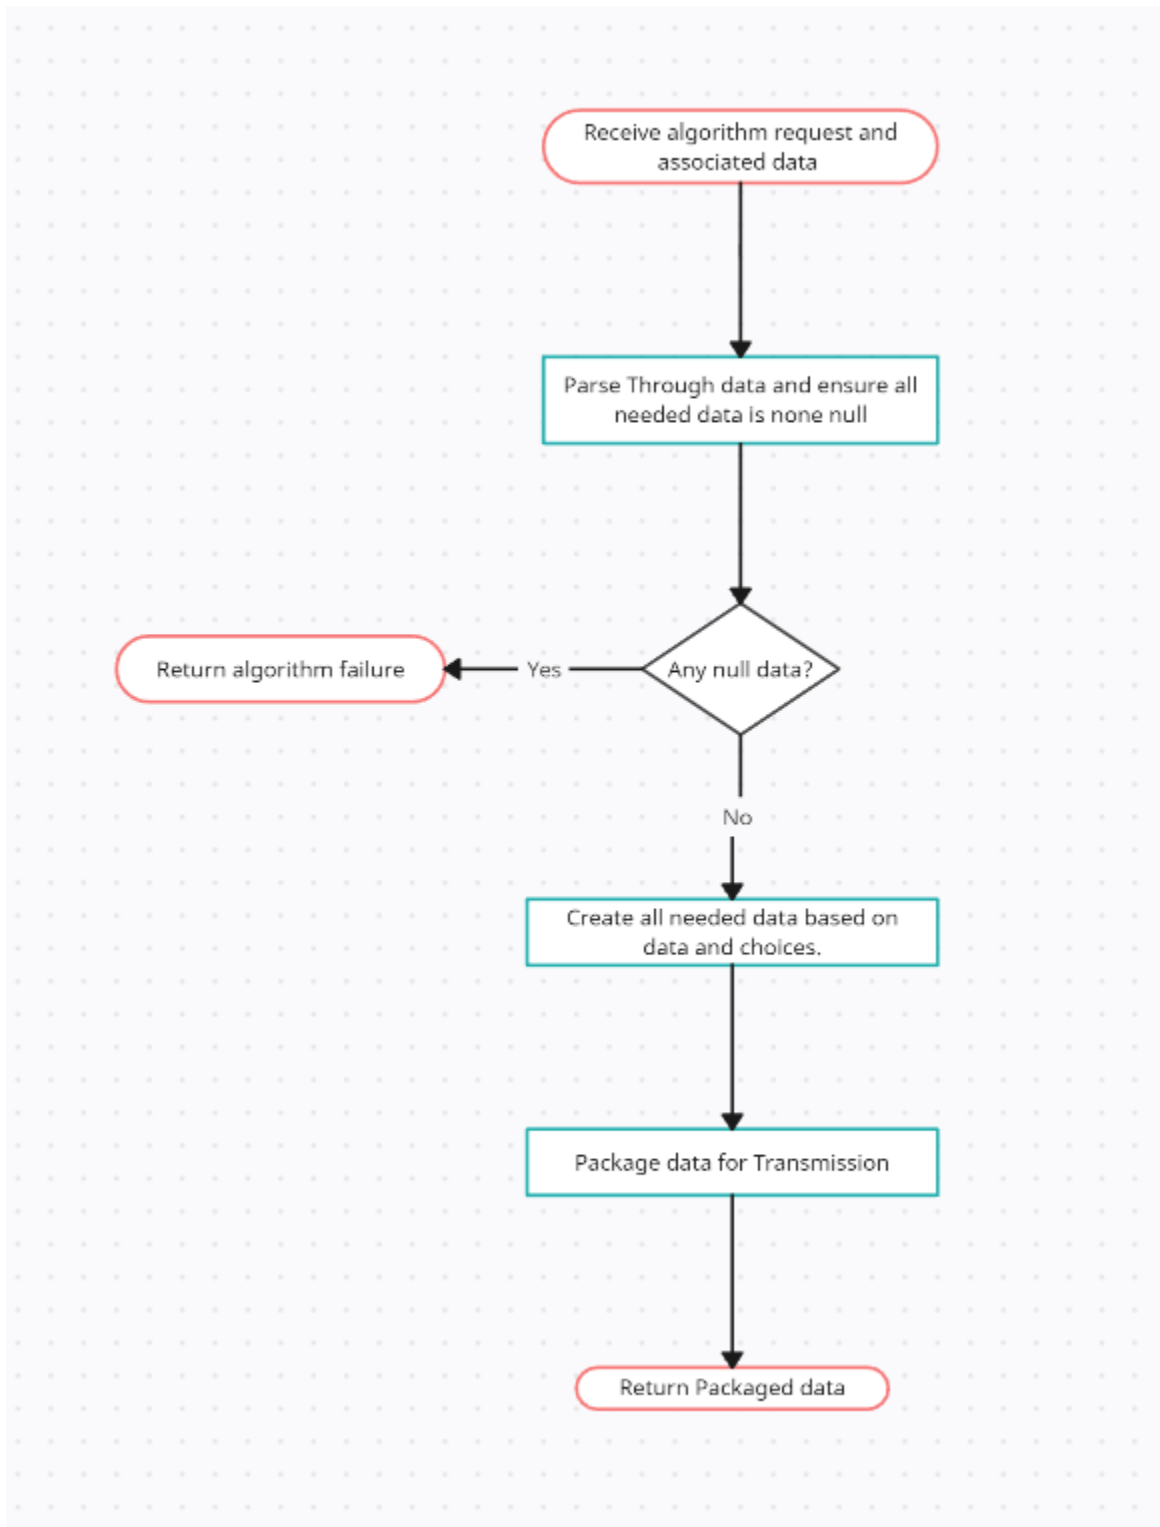 Receive algorithm request and
associated data
Parse Through data and ensure all
needed data is none null
Any null data?
Yes
Return algorithm failure
No
Create all needed data based on
data and choices.
Package data for Transmission
Return Packaged data